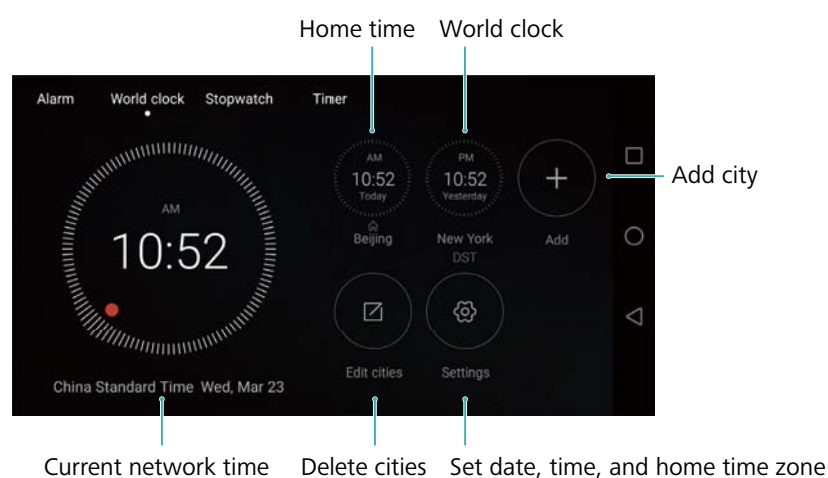 Home time World clock
Alarm World clock Stopwatch Timer
AM
10:52
Today
Beijing
PM
10:52
Yesterday
New York
DST
Add
Add city
AM
10:52
China Standard Time Wed, Mar 23
Edit cities
Settings
Current network time Delete cities Set date, time, and home time zone